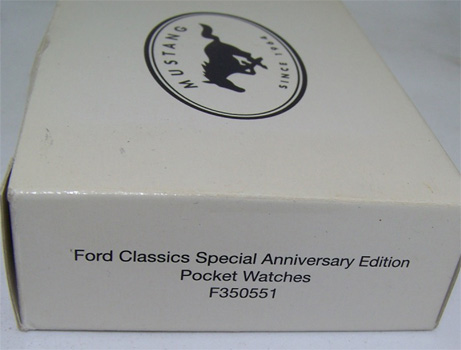 MUSTANG
SINCE 1964
Ford Classics Special Anniversary Edition
Pocket Watches
F350551